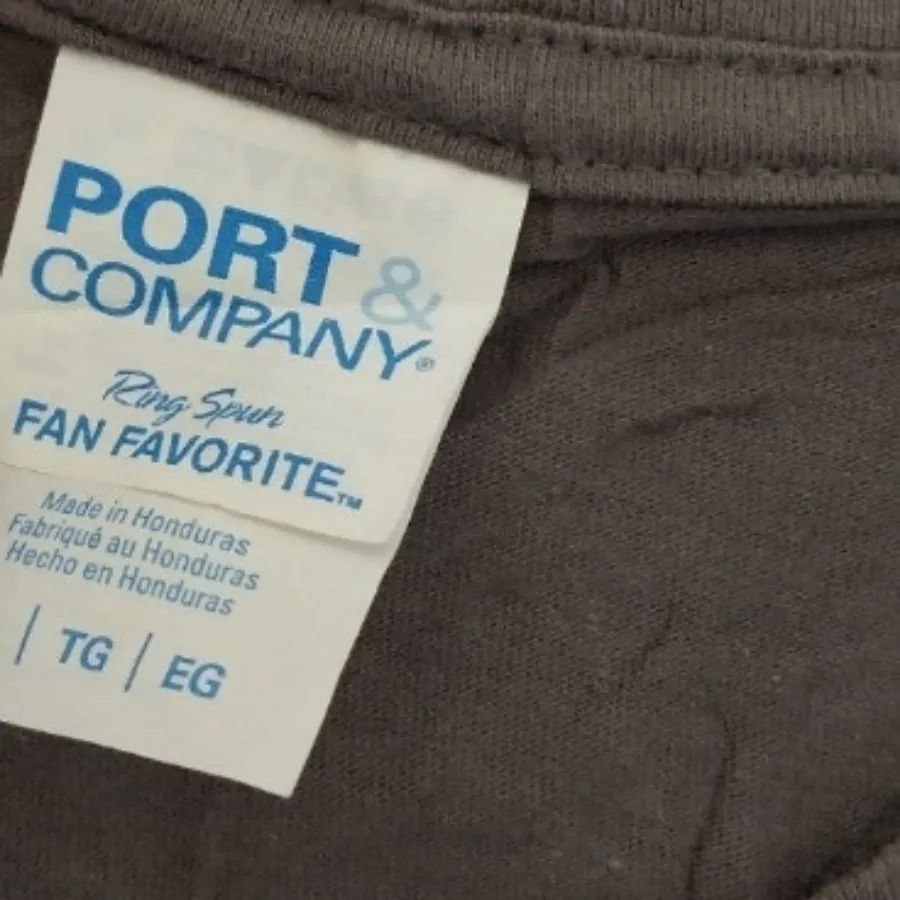 PORT &
COMPANY®
Ring Spun
FAN FAVORITE™
Made in Honduras
Fabriqué au Honduras
Hecho en Honduras
| TG | EG